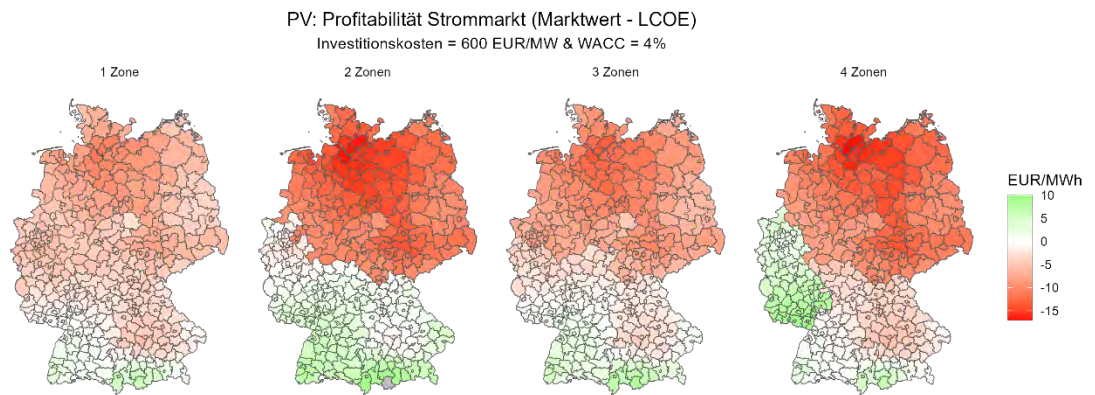 PV: Profitabilität Strommarkt (Marktwert - LCOE)
Investitionskosten = 600 EUR/MW & WACC = 4%
1 Zone
2 Zonen
3 Zonen
4 Zonen
EUR/MWh
10
5
0
-5
-10
-15